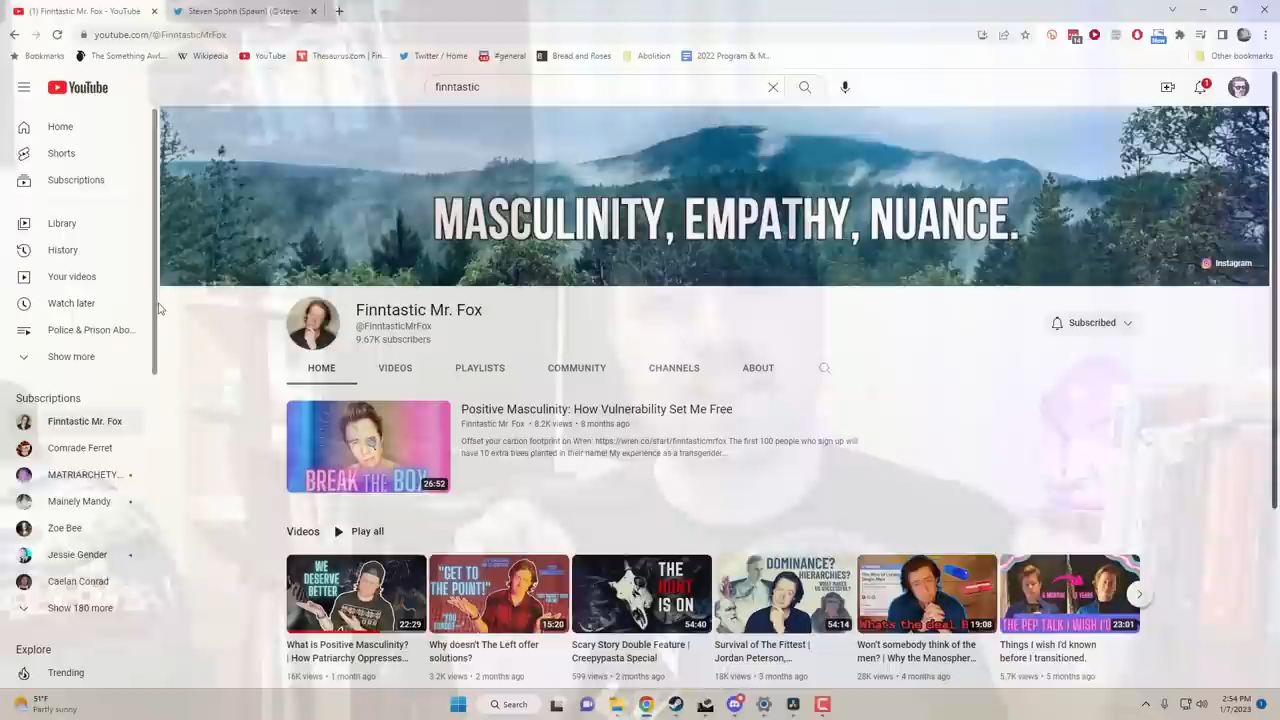 (1) Finntastic Mr. Fox - YouTube
Steven Spohn (Spawn) (@steve-
youtube.com/@FinntasticMrFox
Bookmarks
The Something Awf...
Wikipedia
YouTube
Thesaurus.com | Fin...
Twitter / Home
#general
Bread and Roses
Abolition
2022 Program & M...
Other bookmarks
14
New
YouTube
finntastic
1
Home
Shorts
Subscriptions
Library
History
Your videos
Watch later
Police & Prison Abo...
Show more
Subscriptions
Finntastic Mr. Fox
Comrade Ferret
MATRIARCHETY...
Mainely Mandy
Zoe Bee
Jessie Gender
Caelan Conrad
Show 180 more
Explore
Trending
MASCULINITY, EMPATHY, NUANCE.
Instagram
Finntastic Mr. Fox
@FinntasticMrFox
9.67K subscribers
Subscribed
HOME
VIDEOS
PLAYLISTS
COMMUNITY
CHANNELS
ABOUT
BREAK THE BOX
26:52
Positive Masculinity: How Vulnerability Set Me Free
Finntastic Mr. Fox • 8.2K views • 8 months ago
Offset your carbon footprint on Wren: https://wren.co/start/finntasticmrfox The first 100 people who sign up will
have 10 extra trees planted in their name! My experience as a transgender...
Videos
Play all
WE
DESERVE
BETTER
22:29
What is Positive Masculinity?
| How Patriarchy Oppresses...
16K views • 1 month ago
"GET TO
THE POINT!"
15:20
Why doesn't The Left offer
solutions?
3.2K views • 2 months ago
THE
HUNT
IS ON
54:40
Scary Story Double Feature |
Creepypasta Special
599 views • 2 months ago
DOMINANCE?
HIERARCHIES?
54:14
Survival of The Fittest |
Jordan Peterson,...
18K views • 3 months ago
What's the deal
19:08
Won't somebody think of the
men? | Why the Manospher...
28K views • 4 months ago
THE PEP TALK I WISH I'D
23:01
Things I wish I'd known
before I transitioned.
5.7K views • 5 months ago
51°F
Partly sunny
Search
2:54 PM
1/7/2023